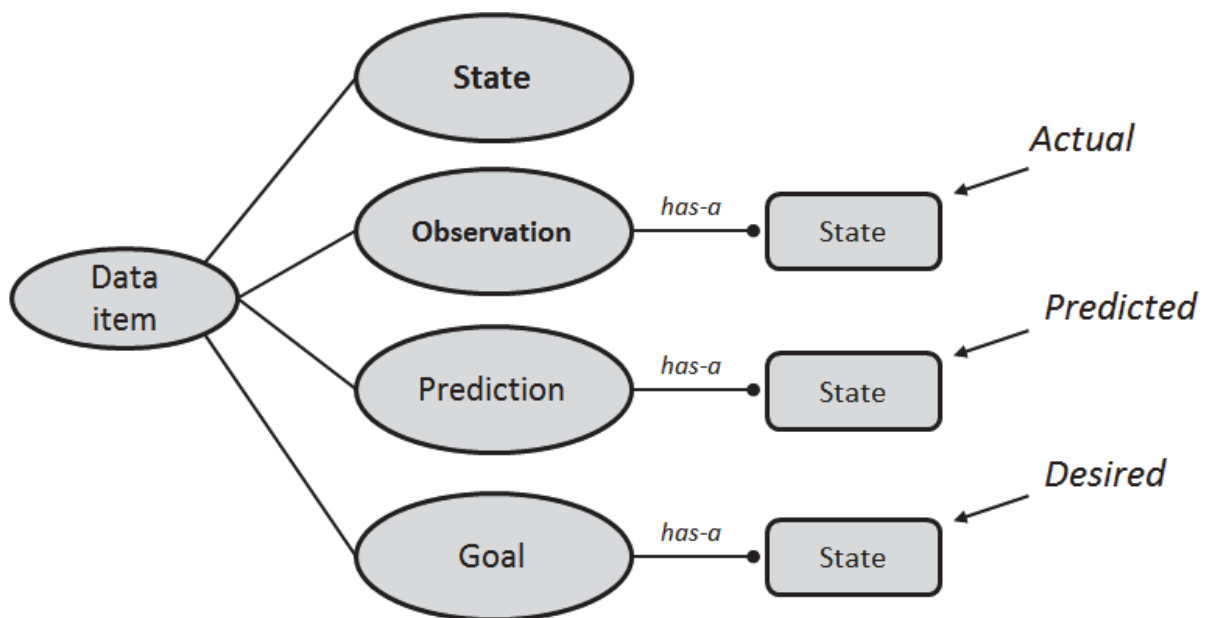 State
Actual
has-a
Observation
State
Data
item
Predicted
has-a
Prediction
State
Desired
has-a
Goal
State